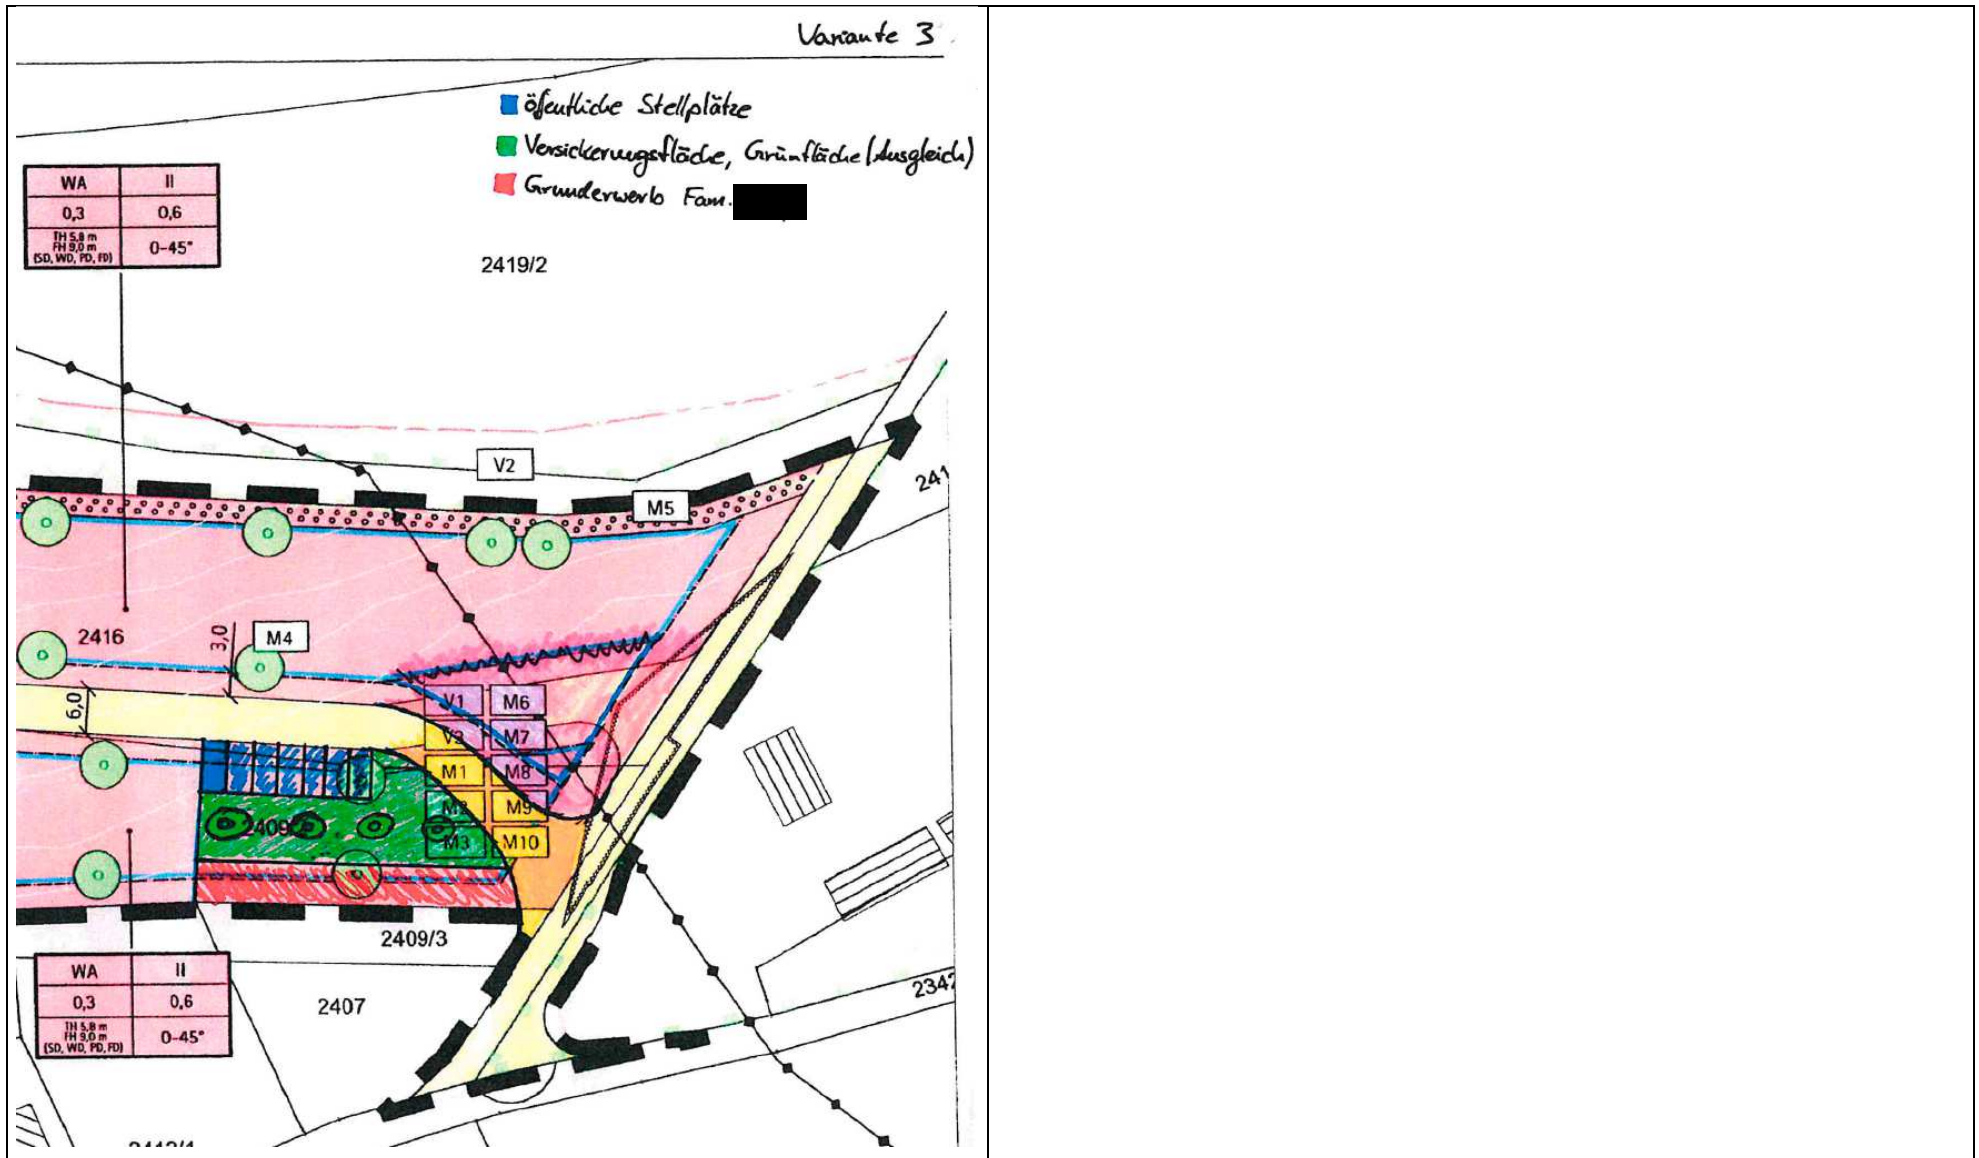 Variante 3
öffentliche Stellplätze
Versickerungsfläche, Grünfläche (Ausgleich)
Grunderwerb Fam.
WA II
0,3 0,6
TH 5,8 m
FH 9,0 m
(SD, WD, PD, FD)
0-45°
2419/2
V2
M5
241
2416
3,0
M4
6,0
V1 M6
V3 M7
M1 M8
M2 M9
M3 M10
2409/3
2407
2342
WA II
0,3 0,6
TH 5,8 m
FH 9,0 m
(SD, WD, PD, FD)
0-45°